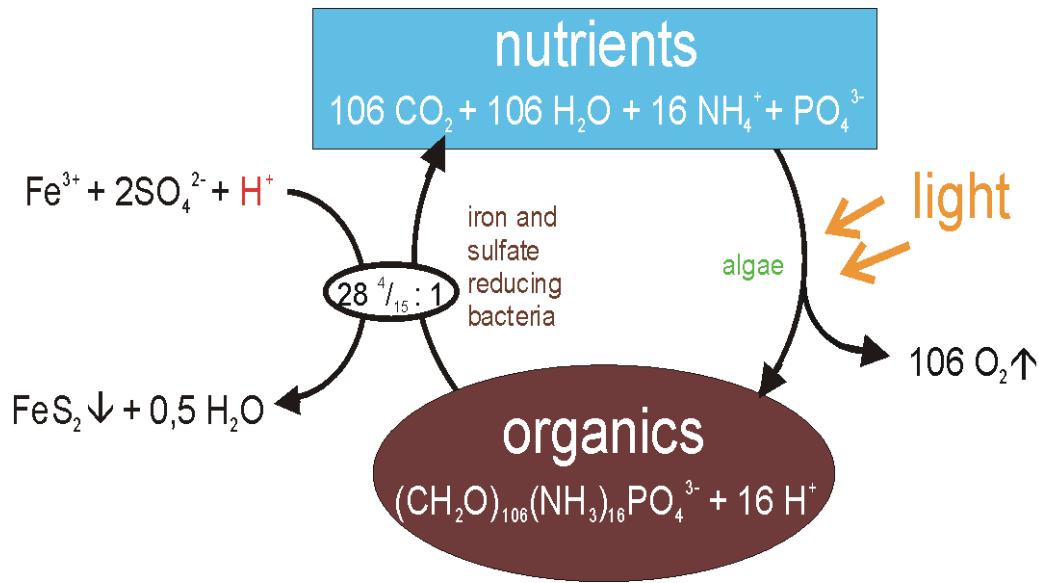 nutrients
106 CO₂ + 106 H₂O + 16 NH₄⁺ + PO₄³⁻
Fe³⁺ + 2SO₄²⁻ + H⁺
iron and
sulfate
reducing
bacteria
28 ⁴/₁₅ : 1
light
algae
106 O₂↑
FeS₂↓ + 0,5 H₂O
organics
(CH₂O)₁₀₆(NH₃)₁₆PO₄³⁻ + 16 H⁺